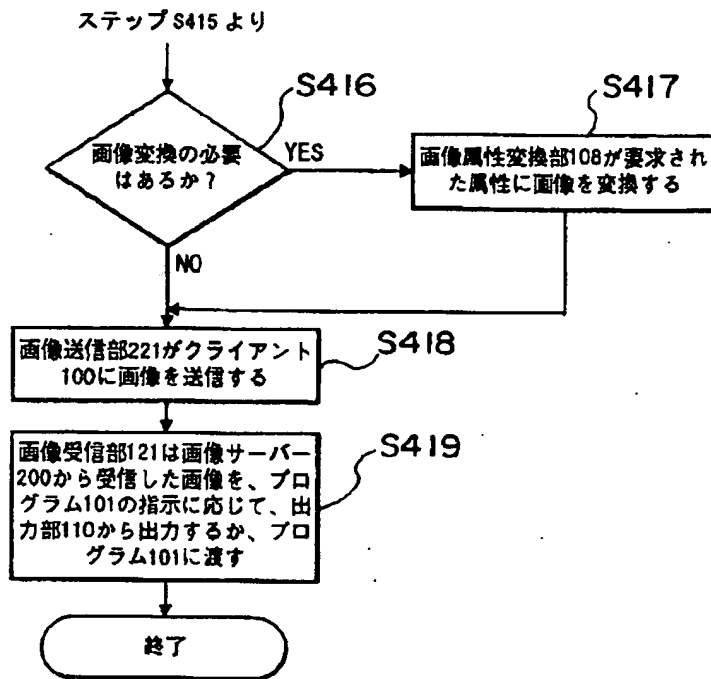 ステップS415より
S416
画像変換の必要
はあるか？
YES
S417
画像属性変換部108が要求され
た属性に画像を変換する
NO
画像送信部221がクライアント
100に画像を送信する
S418
画像受信部121は画像サーバー
200から受信した画像を、プロ
グラム101の指示に応じて、出
力部110から出力するか、プロ
グラム101に渡す
S419
終了